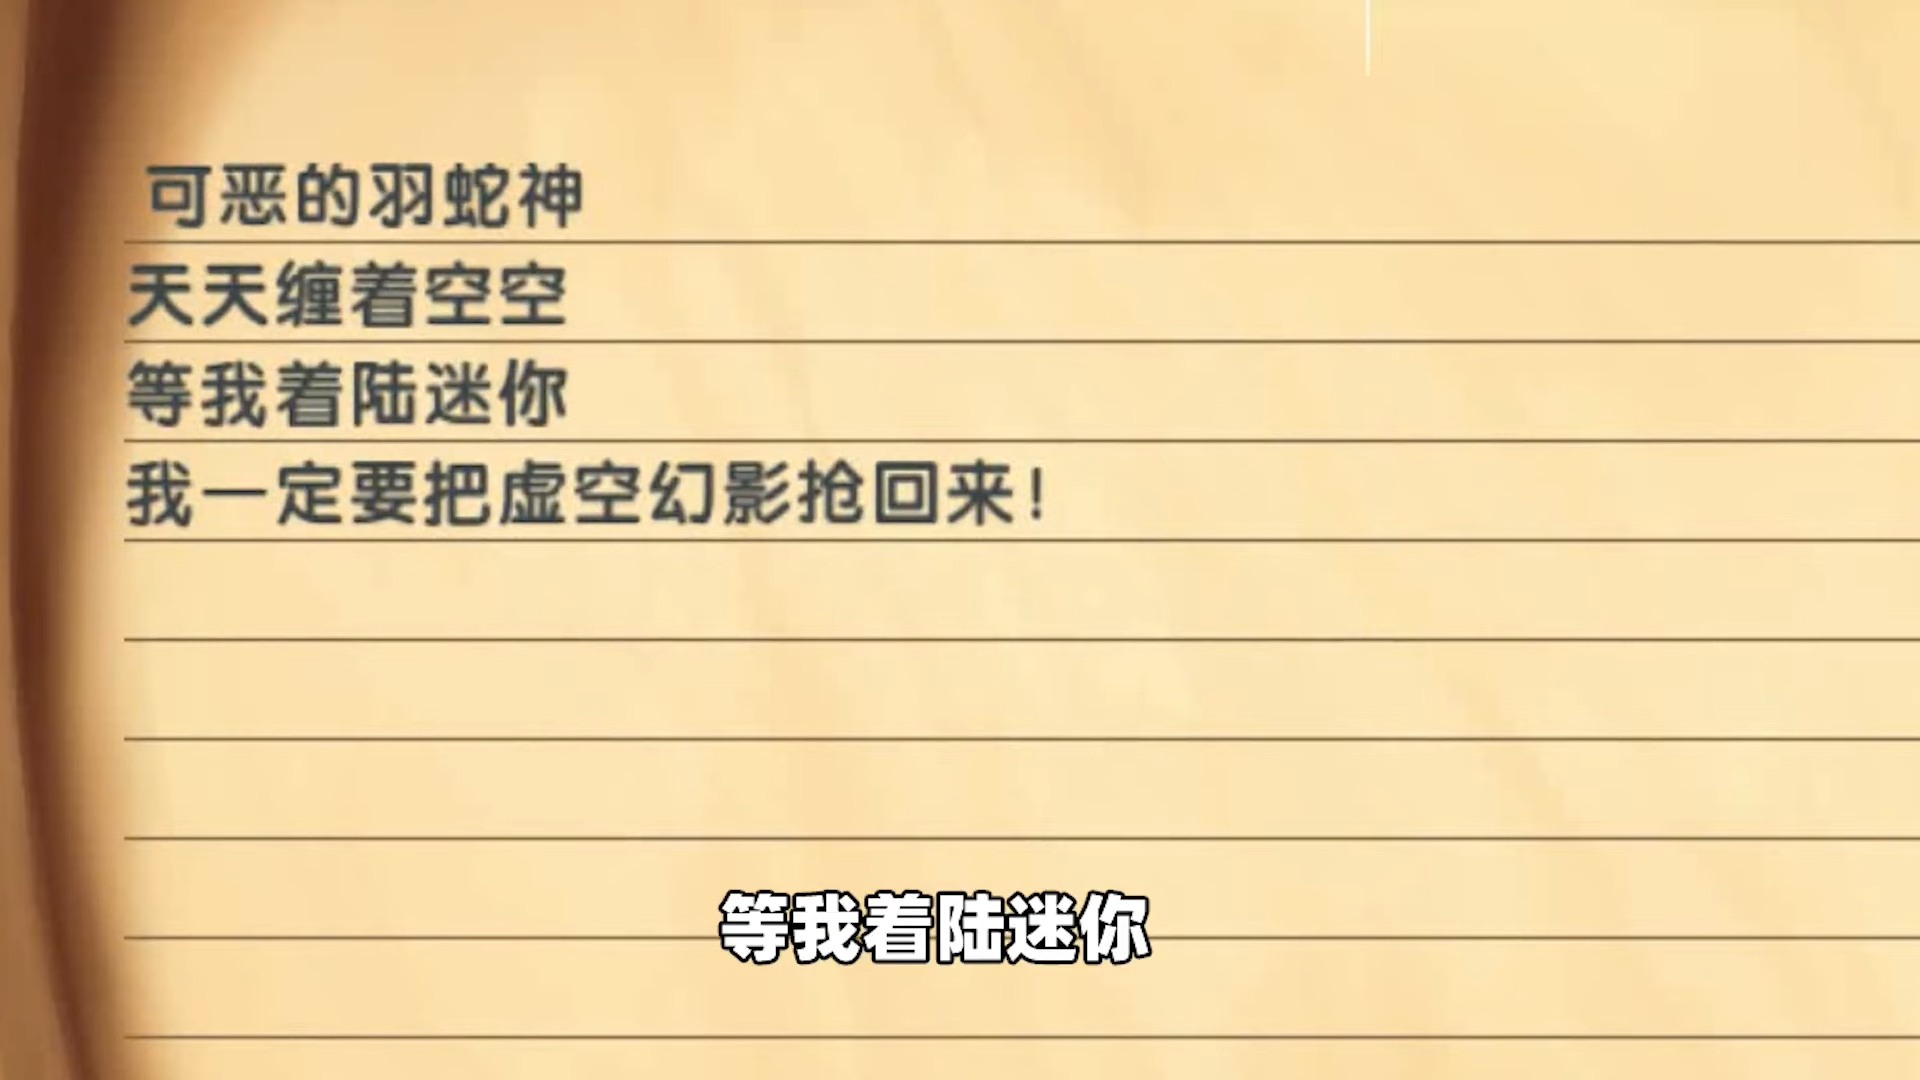 可恶的羽蛇神
天天缠着空空
等我着陆迷你
我一定要把虚空幻影抢回来!
等我着陆迷你